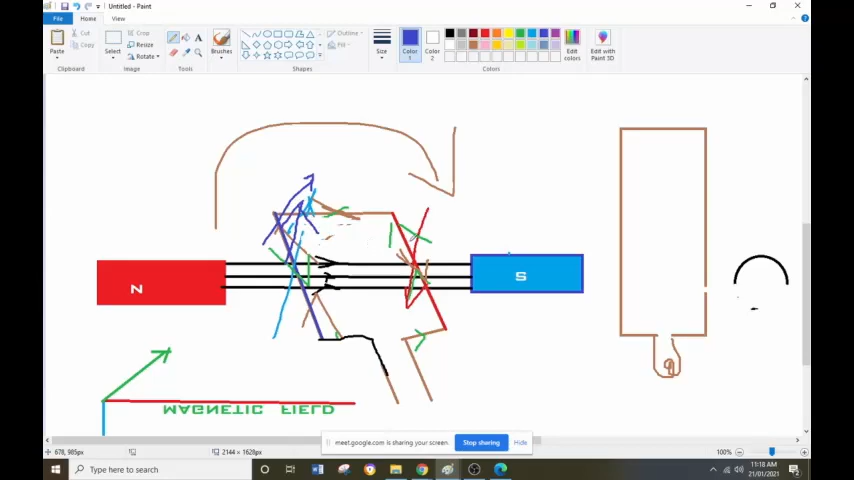 Untitled - Paint
File Home View
Paste
Cut
Copy
Select
Crop
Resize
Rotate
Brushes
Outline
Fill
Size
Color 1
Color 2
Edit colors
Edit with Paint 3D
Clipboard Image Tools Shapes Colors
N
S
MAGNETIC FIELD
meet.google.com is sharing your screen.
Stop sharing
Hide
678, 985px
2144 × 1628px
100%
Type here to search
11:18 AM
21/01/2021